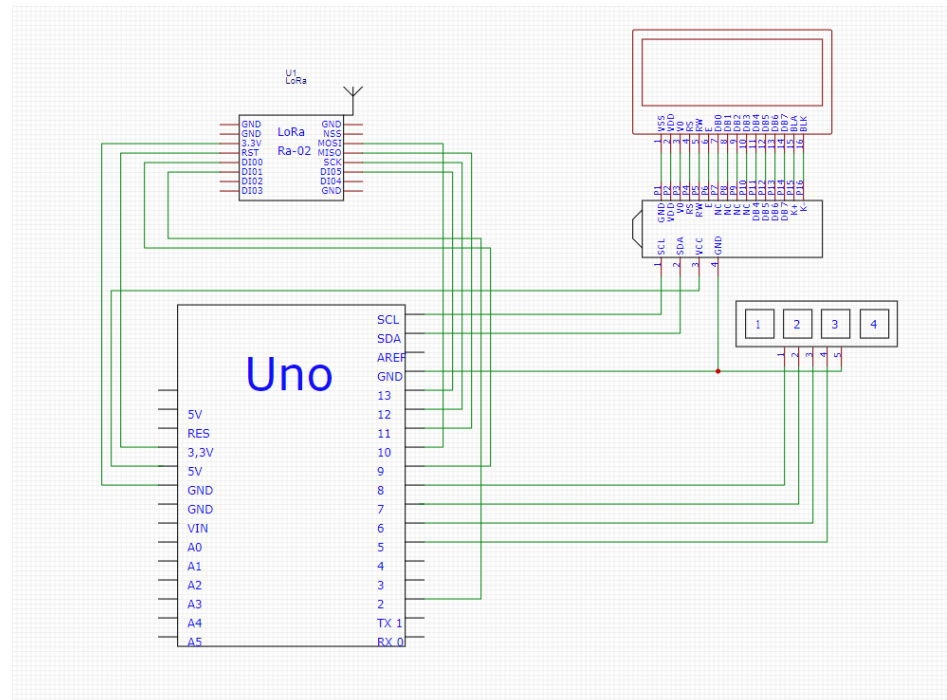 U1
LoRa
LoRa
Ra-02
GND
GND
3.3V
RST
DI00
DI01
DI02
DI03
GND
NSS
MOSI
MISO
SCK
DI05
DI04
GND
VSS VDD V0 RS RW E DB0 DB1 DB2 DB3 DB4 DB5 DB6 DB7 BLA BLK
1 2 3 4 5 6 7 8 9 10 11 12 13 14 15 16
P1 P2 P3 P4 P5 P6 P7 P8 P9 P10 P11 P12 P13 P14 P15 P16
GND VDD V0 RS RW E NC NC NC NC DB4 DB5 DB6 DB7 K+ K-
SCL SDA VCC GND
1 2 3 4
1 2 3 4
1 2 3 4 5
Uno
5V
RES
3,3V
5V
GND
GND
VIN
A0
A1
A2
A3
A4
A5
SCL
SDA
AREF
GND
13
12
11
10
9
8
7
6
5
4
3
2
TX 1
RX 0